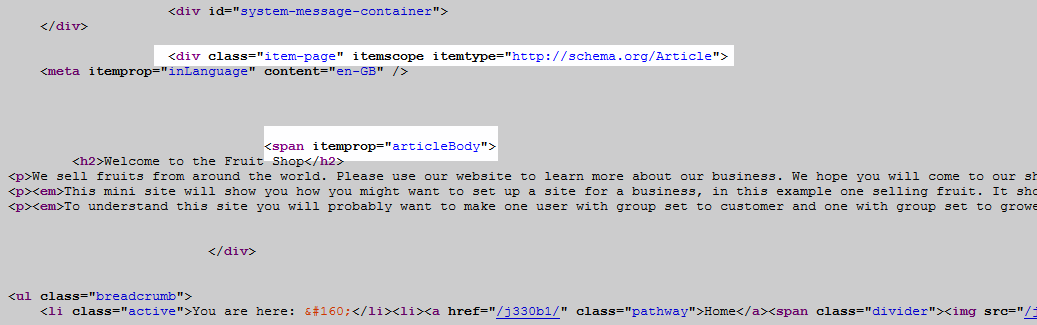 <div id="system-message-container">
</div>
<div class="item-page" itemscope itemtype="http://schema.org/Article">
<meta itemprop="inLanguage" content="en-GB" />
<span itemprop="articleBody">
<h2>Welcome to the Fruit Shop</h2>
<p>We sell fruits from around the world. Please use our website to learn more about our business. We hope you will come to our
<p><em>This mini site will show you how you might want to set up a site for a business, in this example one selling fruit. It
<p><em>To understand this site you will probably want to make one user with group set to customer and one with group set to
</div>
<ul class="breadcrumb">
<li class="active">You are here: &#160;</li><li><a href="/j330b1/" class="pathway">Home</a><span class="divider"><img src="/j